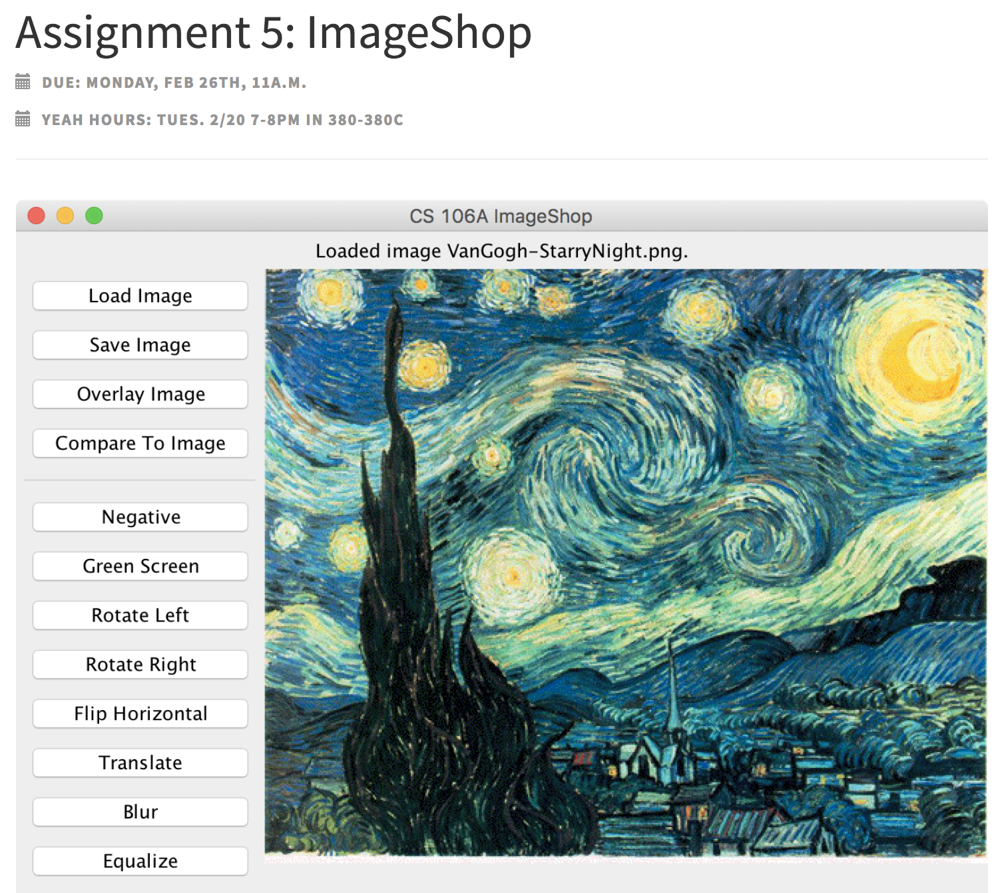 Assignment 5: ImageShop
DUE: MONDAY, FEB 26TH, 11A.M.
YEAH HOURS: TUES. 2/20 7-8PM IN 380-380C
CS 106A ImageShop
Loaded image VanGogh-StarryNight.png.
Load Image
Save Image
Overlay Image
Compare To Image
Negative
Green Screen
Rotate Left
Rotate Right
Flip Horizontal
Translate
Blur
Equalize